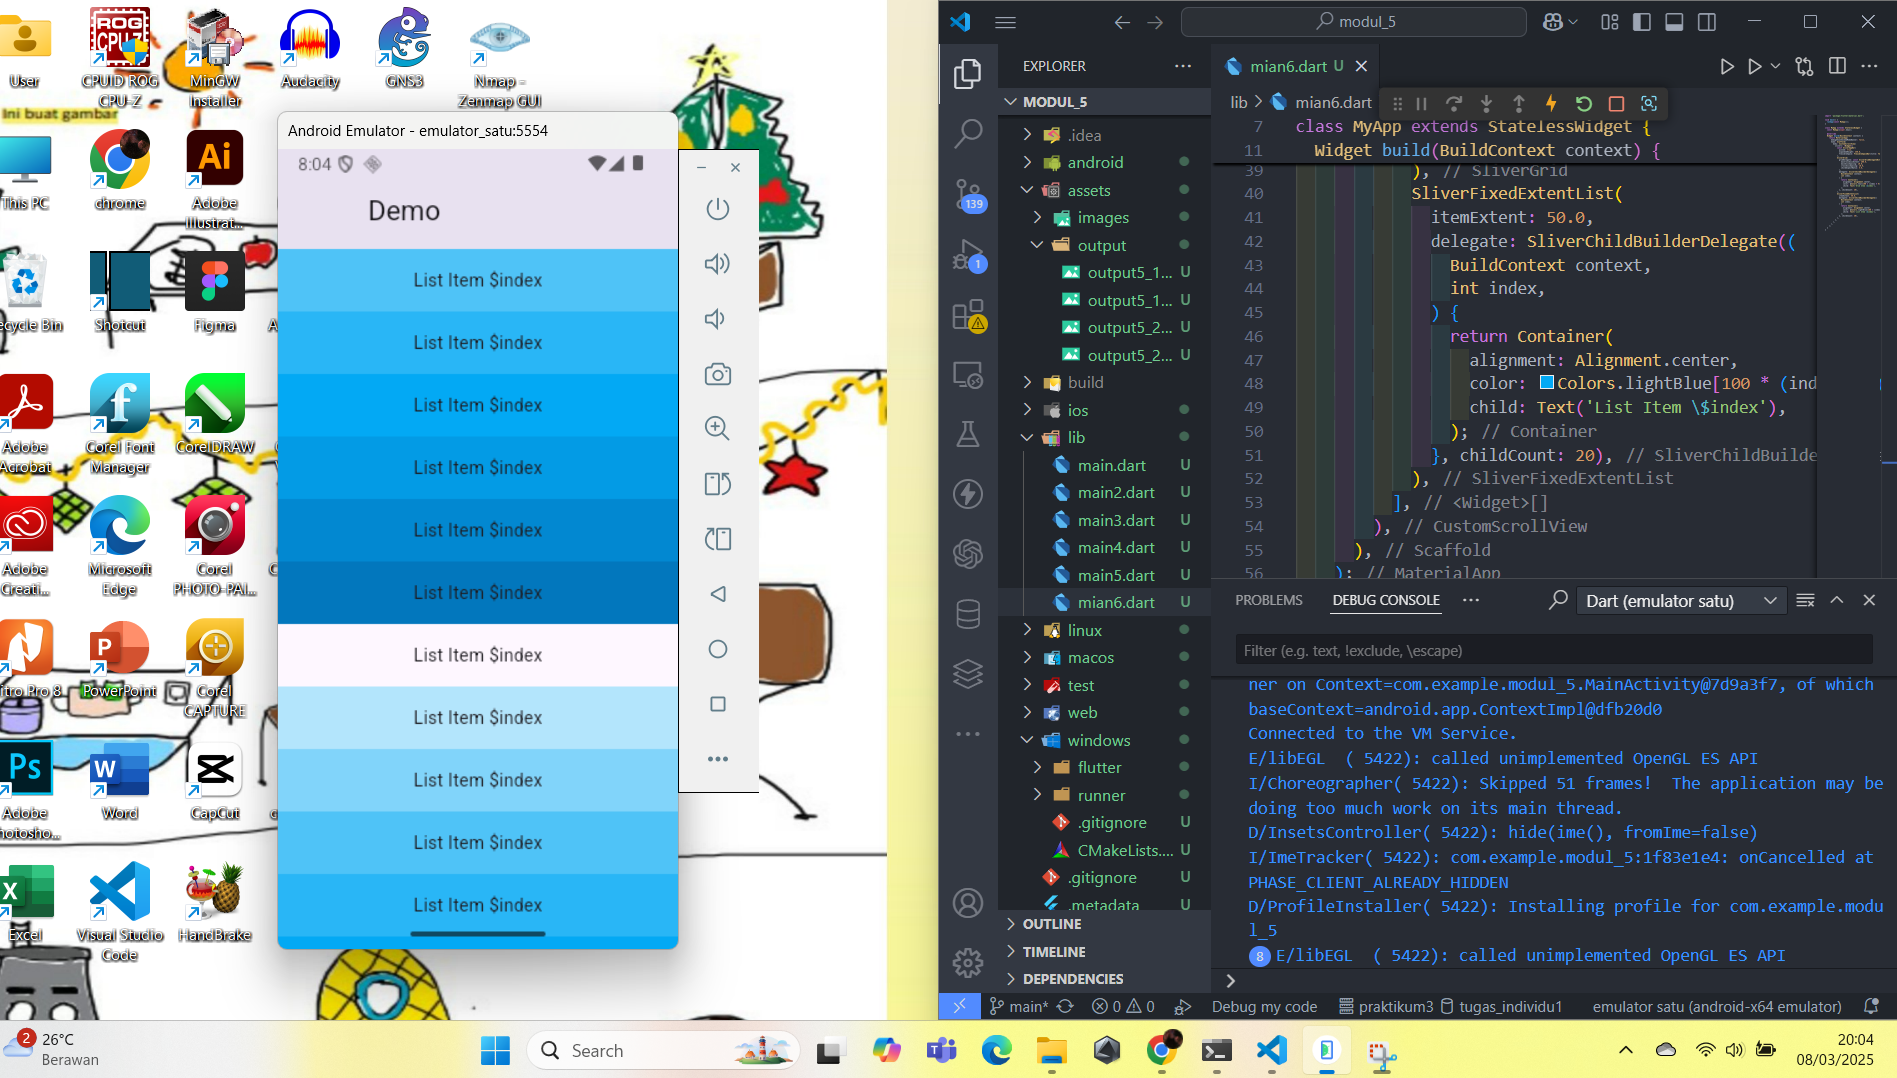 User
CPUID ROG
CPU-Z
MinGW
Installer
Audacity
GNS3
Nmap -
Zenmap GUI
Ini buat gambar
This PC
chrome
Adobe
Illustrat...
ecycle Bin
Shotcut
Figma
Adobe
Acrobat
Corel Font
Manager
CorelDRAW
Adobe
Creati...
Microsoft
Edge
Corel
PHOTO-PAI...
itro Pro 8
PowerPoint
Corel
CAPTURE
Adobe
hotosho...
Word
CapCut
Excel
Visual Studio
Code
HandBrake
Android Emulator - emulator_satu:5554
8:04
Demo
List Item $index
List Item $index
List Item $index
List Item $index
List Item $index
List Item $index
List Item $index
List Item $index
List Item $index
List Item $index
List Item $index
modul_5
EXPLORER
MODUL_5
.idea
android
assets
images
output
output5_1... U
output5_1... U
output5_2... U
output5_2... U
build
ios
lib
main.dart U
main2.dart U
main3.dart U
main4.dart U
main5.dart U
mian6.dart U
linux
macos
test
web
windows
flutter
runner
.gitignore U
CMakeLists.... U
.gitignore U
.metadata U
OUTLINE
TIMELINE
DEPENDENCIES
139
1
mian6.dart U
lib > mian6.dart
7 class MyApp extends StatelessWidget {
11 Widget build(BuildContext context) {
39 ), // SliverGrid
40 SliverFixedExtentList(
41 itemExtent: 50.0,
42 delegate: SliverChildBuilderDelegate((
43 BuildContext context,
44 int index,
45 ) {
46 return Container(
47 alignment: Alignment.center,
48 color: Colors.lightBlue[100 * (ind
49 child: Text('List Item \$index'),
50 ); // Container
51 }, childCount: 20), // SliverChildBuilde
52 ), // SliverFixedExtentList
53 ], // <Widget>[]
54 ), // CustomScrollView
55 ), // Scaffold
56 ); // MaterialApp
PROBLEMS
DEBUG CONSOLE
Dart (emulator satu)
Filter (e.g. text, !exclude, \escape)
ner on Context=com.example.modul_5.MainActivity@7d9a3f7, of which
baseContext=android.app.ContextImpl@dfb20d0
Connected to the VM Service.
E/libEGL  ( 5422): called unimplemented OpenGL ES API
I/Choreographer( 5422): Skipped 51 frames!  The application may be
doing too much work on its main thread.
D/InsetsController( 5422): hide(ime(), fromIme=false)
I/ImeTracker( 5422): com.example.modul_5:1f83e1e4: onCancelled at
PHASE_CLIENT_ALREADY_HIDDEN
D/ProfileInstaller( 5422): Installing profile for com.example.modu
l_5
8 E/libEGL  ( 5422): called unimplemented OpenGL ES API
main*
0 0
Debug my code
praktikum3
tugas_individu1
emulator satu (android-x64 emulator)
2
26°C
Berawan
Search
20:04
08/03/2025